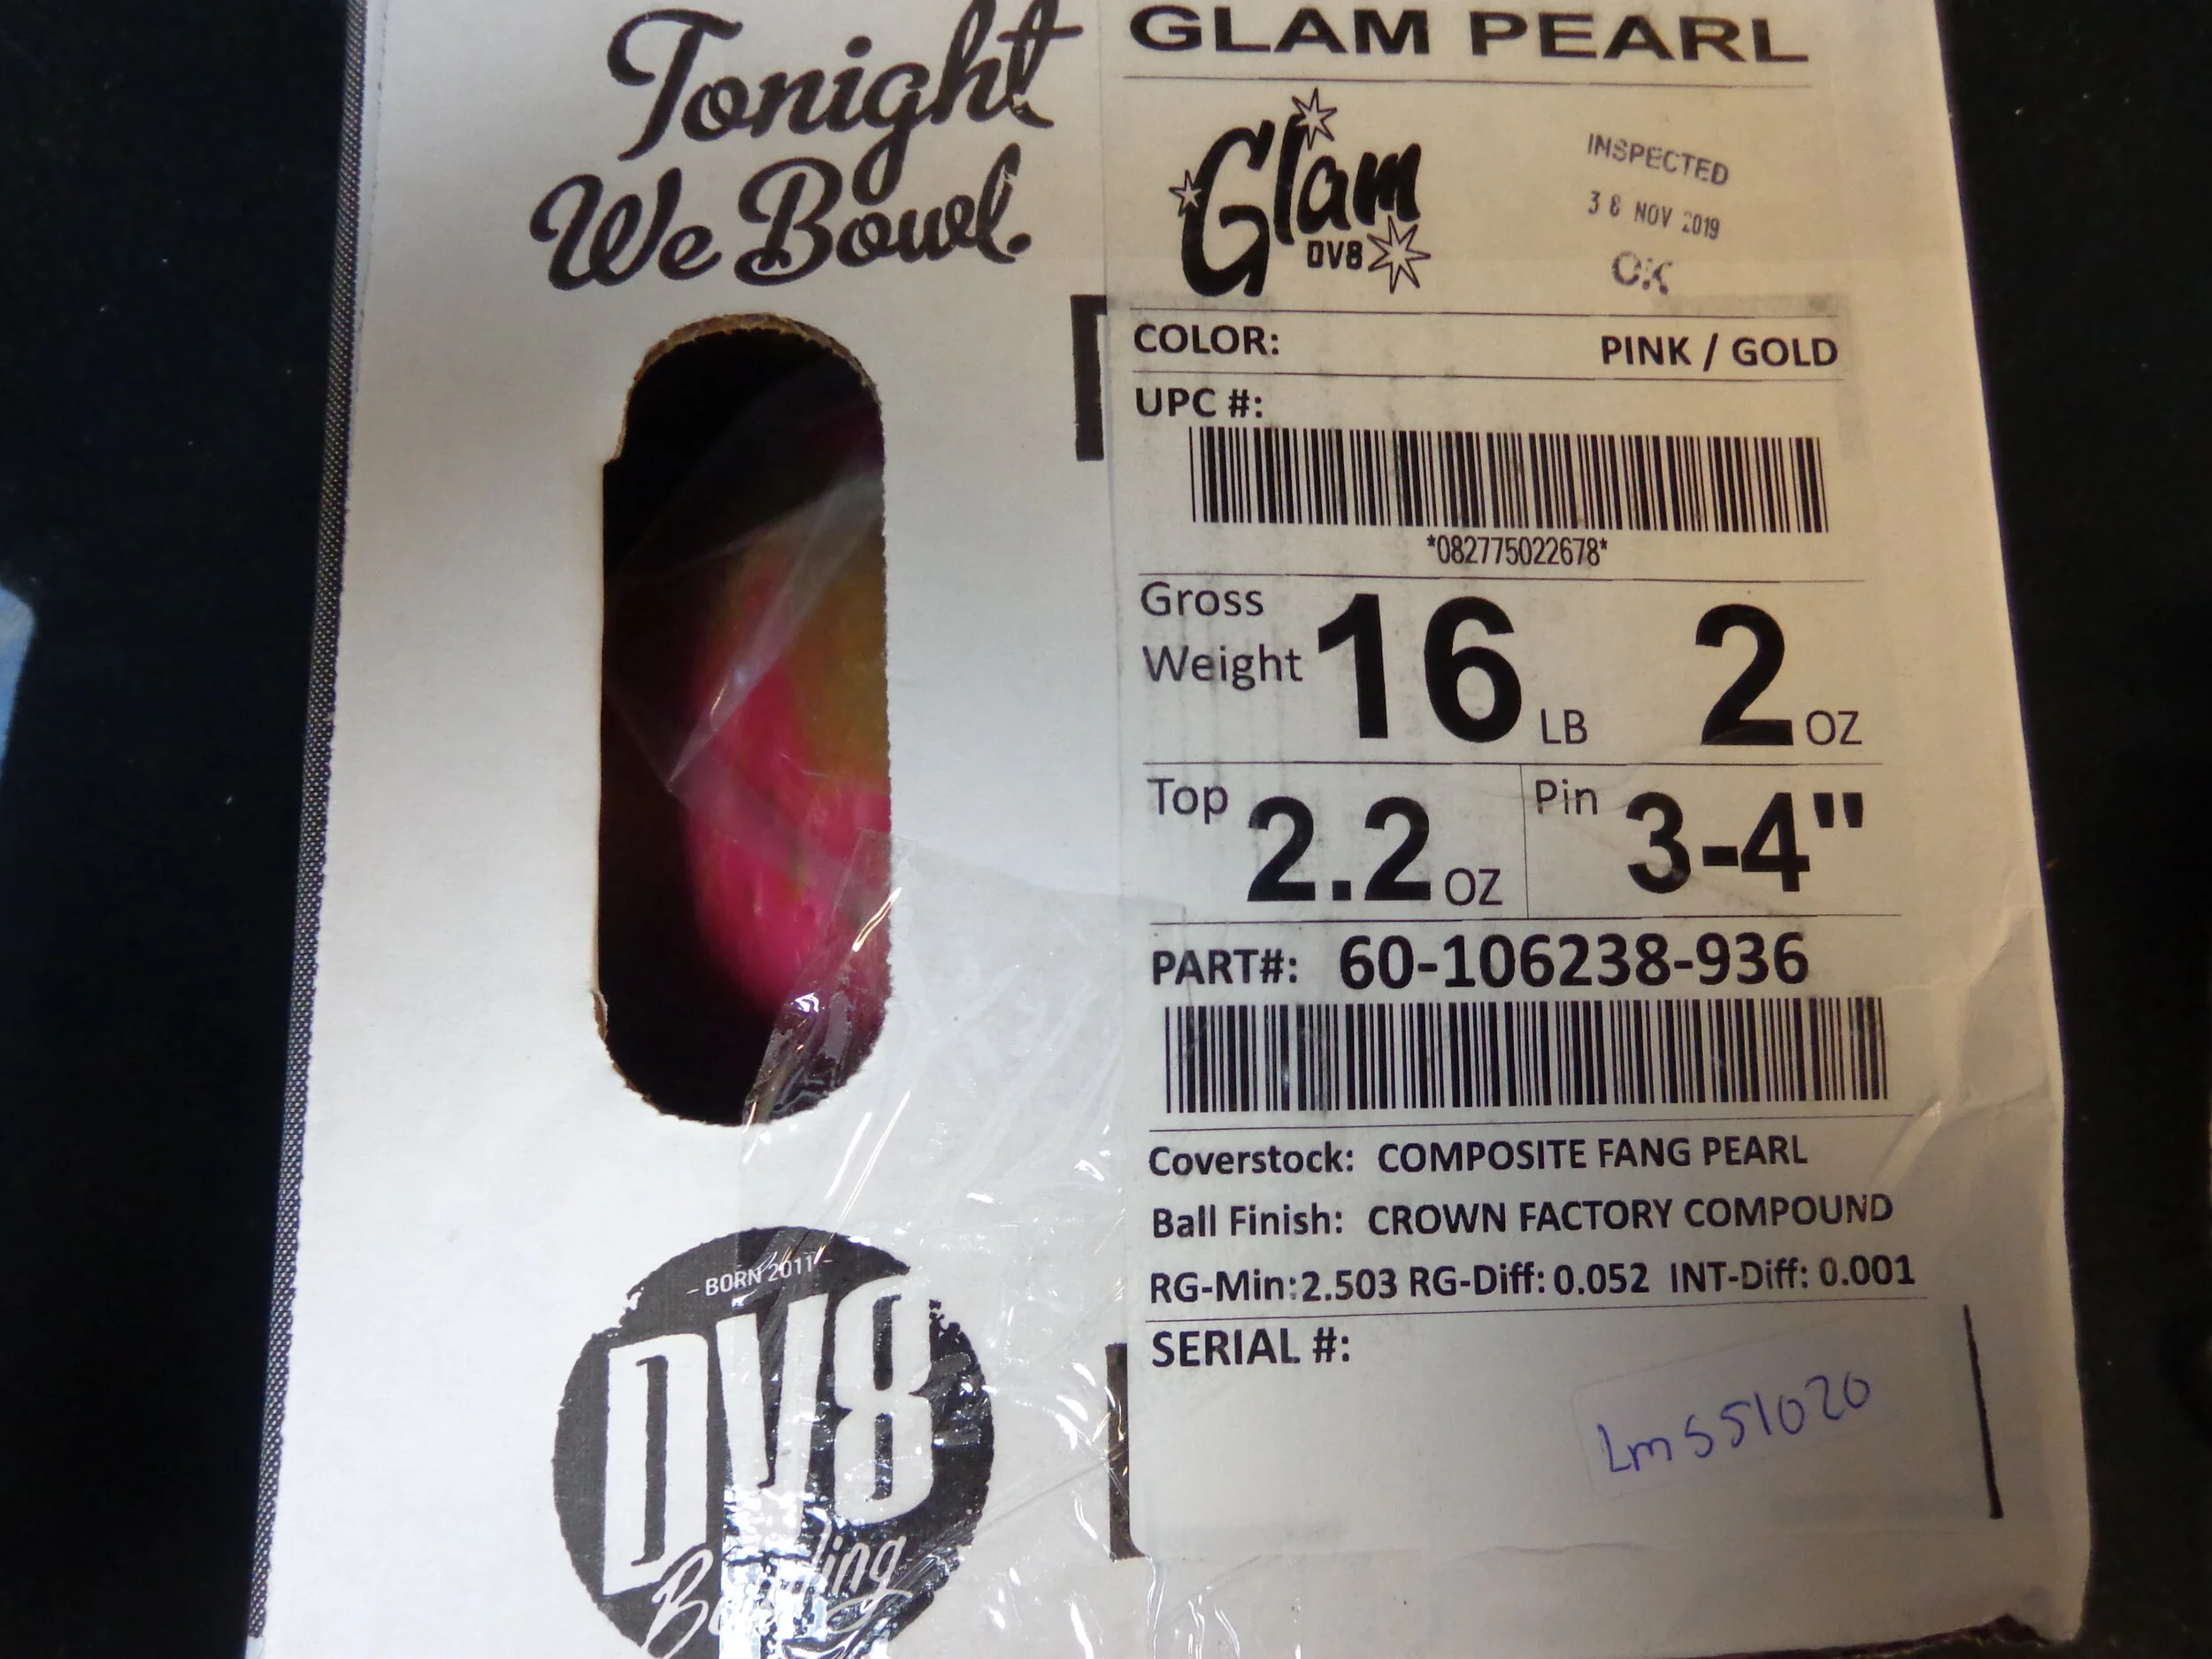 Tonight
We Bowl.
GLAM PEARL
Glam
DV8
INSPECTED
38 NOV 2019
OK
COLOR: PINK / GOLD
UPC #:
*082775022678*
Gross
Weight 16 LB 2 OZ
Top 2.2 OZ Pin 3-4"
PART#: 60-106238-936
Coverstock: COMPOSITE FANG PEARL
Ball Finish: CROWN FACTORY COMPOUND
RG-Min:2.503 RG-Diff: 0.052 INT-Diff: 0.001
SERIAL #:
Lm551020
- BORN 2011 -
DV8
Bowling